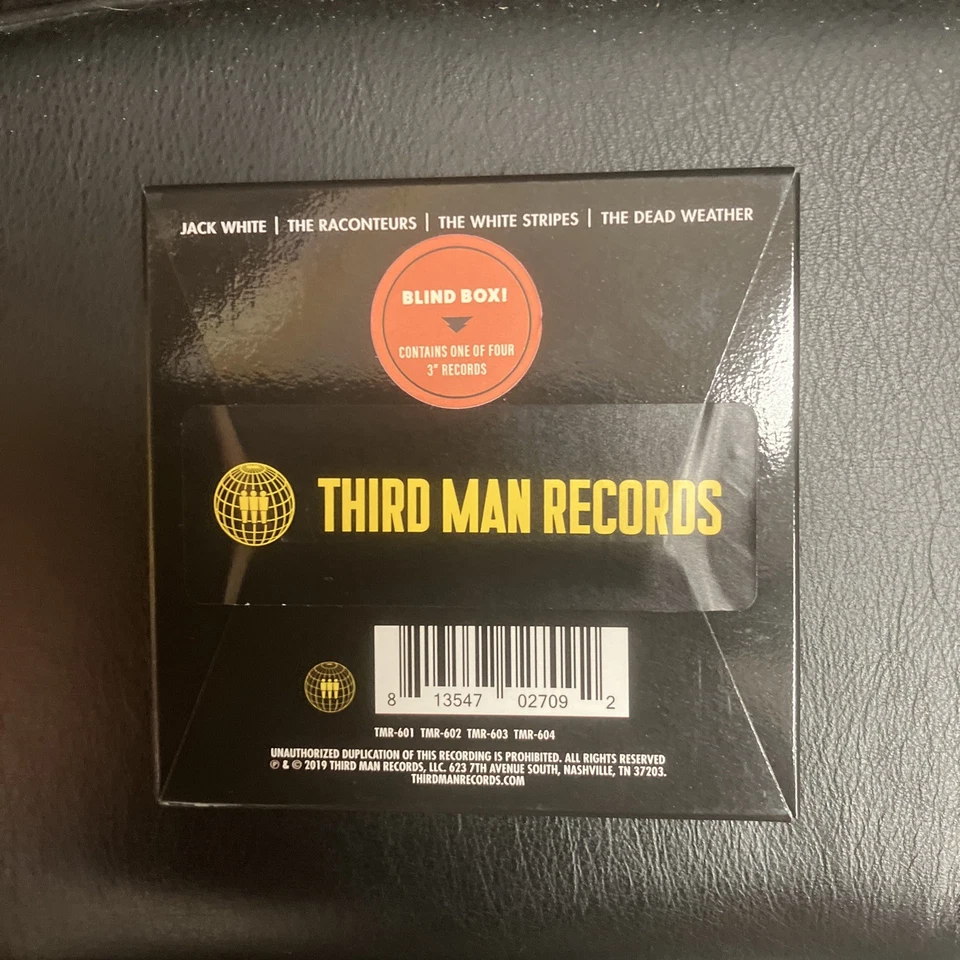 JACK WHITE | THE RACONTEURS | THE WHITE STRIPES | THE DEAD WEATHER
BLIND BOX!
CONTAINS ONE OF FOUR
3" RECORDS
THIRD MAN RECORDS
8 13547 02709 2
TMR-601 TMR-602 TMR-603 TMR-604
UNAUTHORIZED DUPLICATION OF THIS RECORDING IS PROHIBITED. ALL RIGHTS RESERVED
℗ & © 2019 THIRD MAN RECORDS, LLC. 623 7TH AVENUE SOUTH, NASHVILLE, TN 37203.
THIRDMANRECORDS.COM